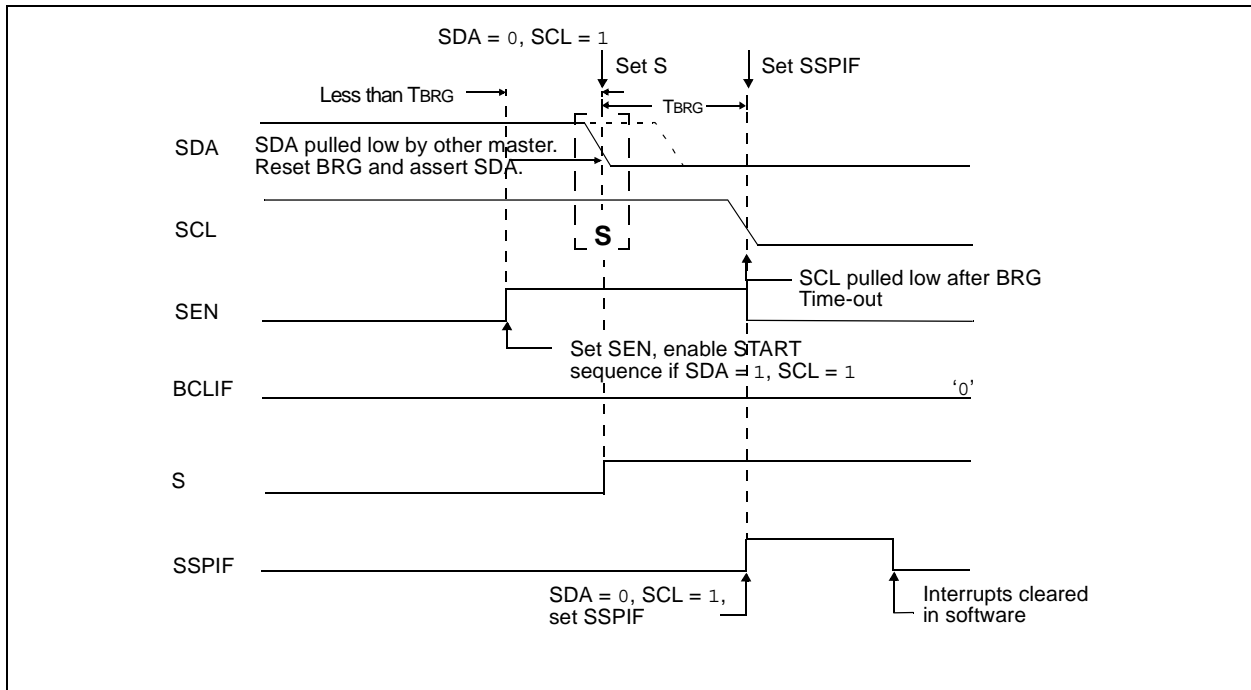 SDA = 0, SCL = 1
Set S
Set SSPIF
Less than TBRG
TBRG
SDA
SDA pulled low by other master.
Reset BRG and assert SDA.
SCL
S
SCL pulled low after BRG
Time-out
SEN
Set SEN, enable START
sequence if SDA = 1, SCL = 1
BCLIF
‘0’
S
SSPIF
SDA = 0, SCL = 1,
set SSPIF
Interrupts cleared
in software